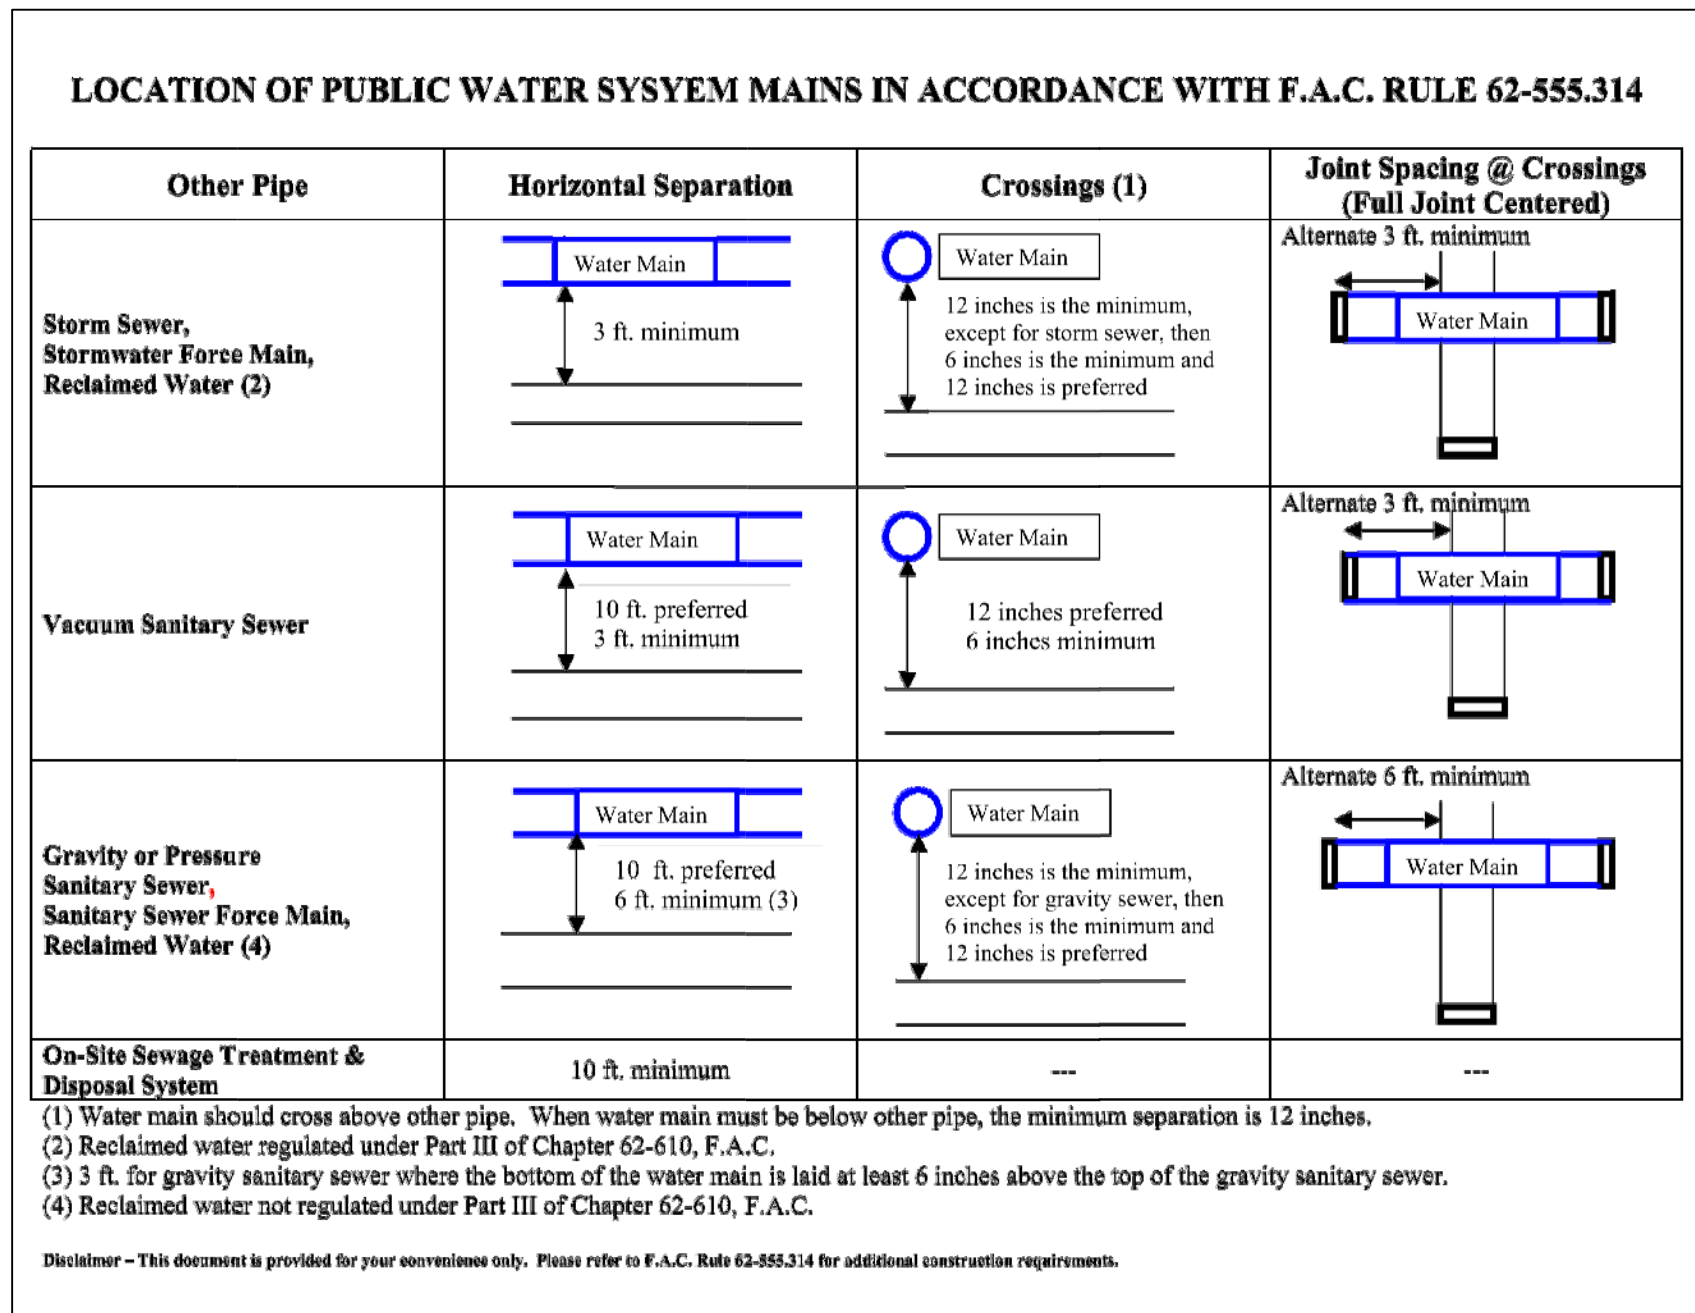 LOCATION OF PUBLIC WATER SYSYEM MAINS IN ACCORDANCE WITH F.A.C. RULE 62-555.314
Other Pipe
Horizontal Separation
Crossings (1)
Joint Spacing @ Crossings
(Full Joint Centered)
Storm Sewer,
Stormwater Force Main,
Reclaimed Water (2)
Water Main
3 ft. minimum
Water Main
12 inches is the minimum,
except for storm sewer, then
6 inches is the minimum and
12 inches is preferred
Alternate 3 ft. minimum
Water Main
Vacuum Sanitary Sewer
Water Main
10 ft. preferred
3 ft. minimum
Water Main
12 inches preferred
6 inches minimum
Alternate 3 ft. minimum
Water Main
Gravity or Pressure
Sanitary Sewer,
Sanitary Sewer Force Main,
Reclaimed Water (4)
Water Main
10 ft. preferred
6 ft. minimum (3)
Water Main
12 inches is the minimum,
except for gravity sewer, then
6 inches is the minimum and
12 inches is preferred
Alternate 6 ft. minimum
Water Main
On-Site Sewage Treatment &
Disposal System
10 ft. minimum
---
---
(1) Water main should cross above other pipe. When water main must be below other pipe, the minimum separation is 12 inches.
(2) Reclaimed water regulated under Part III of Chapter 62-610, F.A.C.
(3) 3 ft. for gravity sanitary sewer where the bottom of the water main is laid at least 6 inches above the top of the gravity sanitary sewer.
(4) Reclaimed water not regulated under Part III of Chapter 62-610, F.A.C.
Disclaimer – This document is provided for your convenience only. Please refer to F.A.C. Rule 62-555.314 for additional construction requirements.